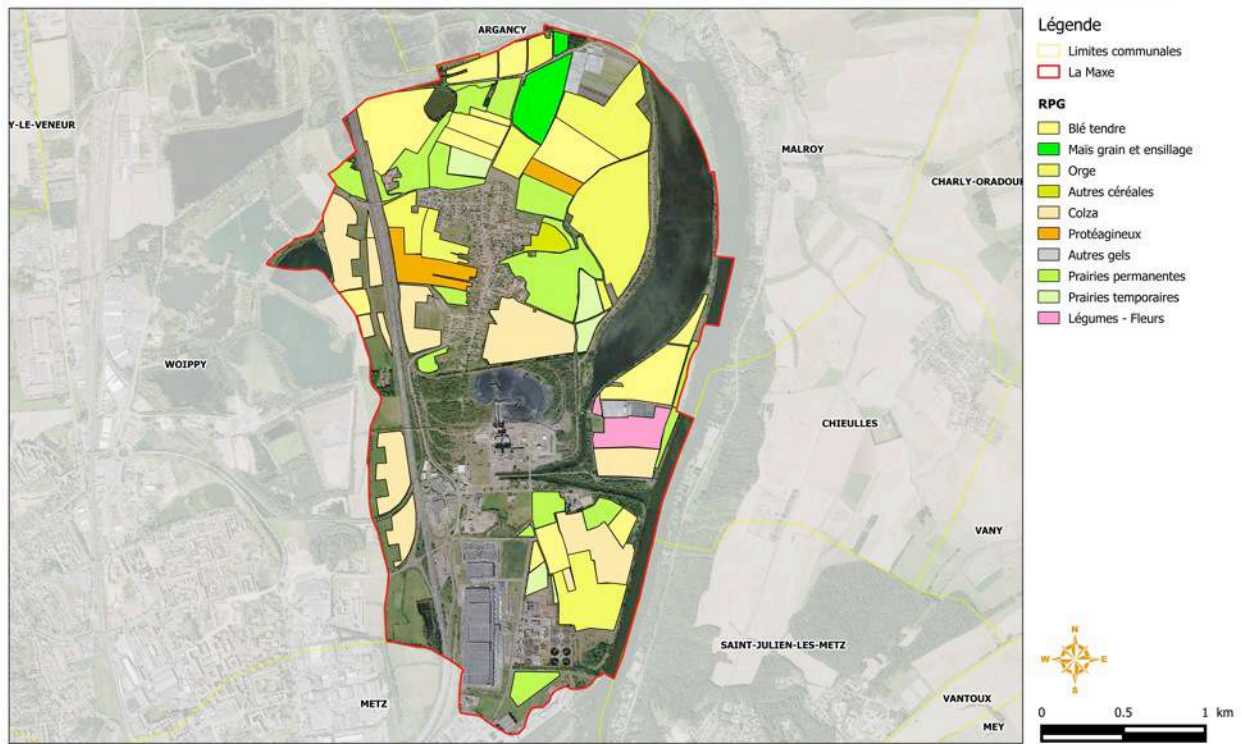 ARGANCY
Y-LE-VENEUR
MALROY
CHARLY-ORADOUR
WOIPPY
CHIEULLES
VANY
SAINT-JULIEN-LES-METZ
METZ
VANTOUX
MEY
Légende
Limites communales
La Maxe
RPG
Blé tendre
Maïs grain et ensillage
Orge
Autres céréales
Colza
Protéagineux
Autres gels
Prairies permanentes
Prairies temporaires
Légumes - Fleurs
N
W E
S
0 0.5 1 km